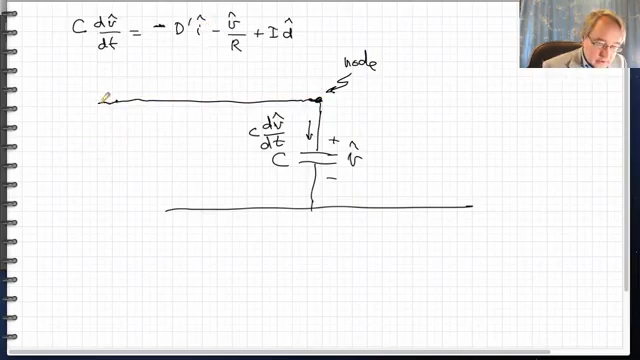 C dv̂/dt = - D' î - v̂/R + I d̂
node
C dv̂/dt
+
C v̂
-